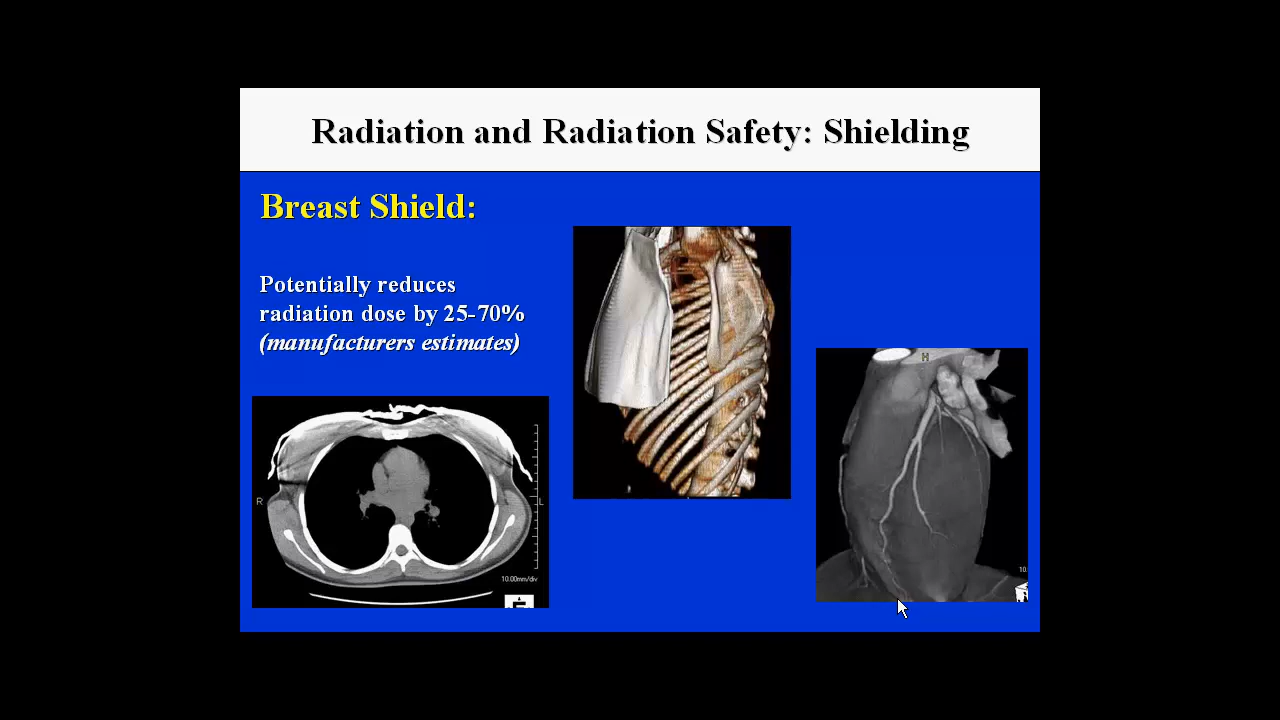 Radiation and Radiation Safety: Shielding
Breast Shield:
Potentially reduces
radiation dose by 25-70%
(manufacturers estimates)
H
R
L
10.00mm/div
10